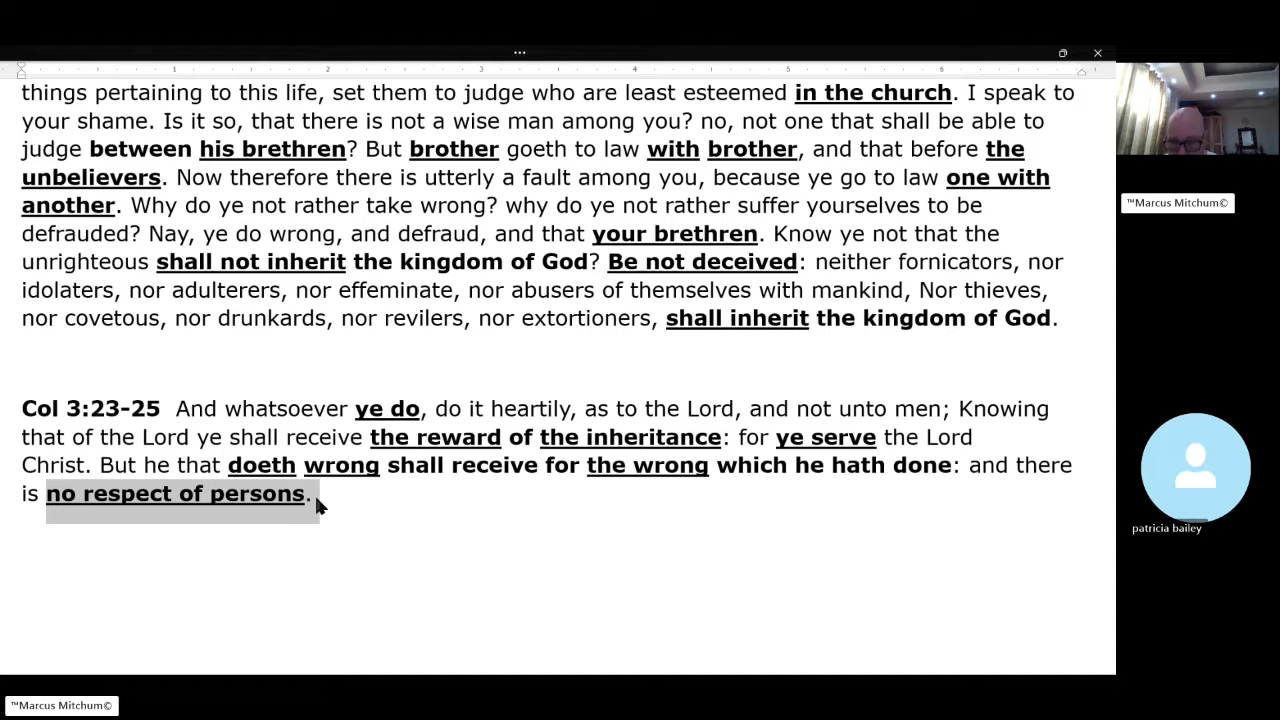 1 2 3 4 5 6
things pertaining to this life, set them to judge who are least esteemed in the church. I speak to
your shame. Is it so, that there is not a wise man among you? no, not one that shall be able to
judge between his brethren? But brother goeth to law with brother, and that before the
unbelievers. Now therefore there is utterly a fault among you, because ye go to law one with
another. Why do ye not rather take wrong? why do ye not rather suffer yourselves to be
defrauded? Nay, ye do wrong, and defraud, and that your brethren. Know ye not that the
unrighteous shall not inherit the kingdom of God? Be not deceived: neither fornicators, nor
idolaters, nor adulterers, nor effeminate, nor abusers of themselves with mankind, Nor thieves,
nor covetous, nor drunkards, nor revilers, nor extortioners, shall inherit the kingdom of God.
Col 3:23-25 And whatsoever ye do, do it heartily, as to the Lord, and not unto men; Knowing
that of the Lord ye shall receive the reward of the inheritance: for ye serve the Lord
Christ. But he that doeth wrong shall receive for the wrong which he hath done: and there
is no respect of persons.
™Marcus Mitchum©
patricia bailey
™Marcus Mitchum©